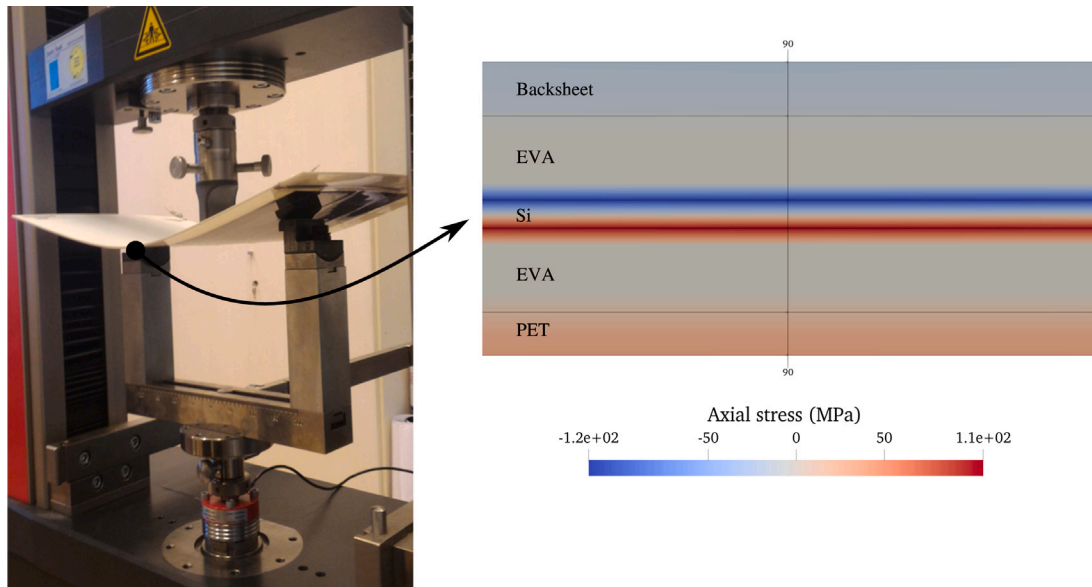 90
Backsheet
EVA
Si
EVA
PET
90
Axial stress (MPa)
-1.2e+02 -50 0 50 1.1e+02